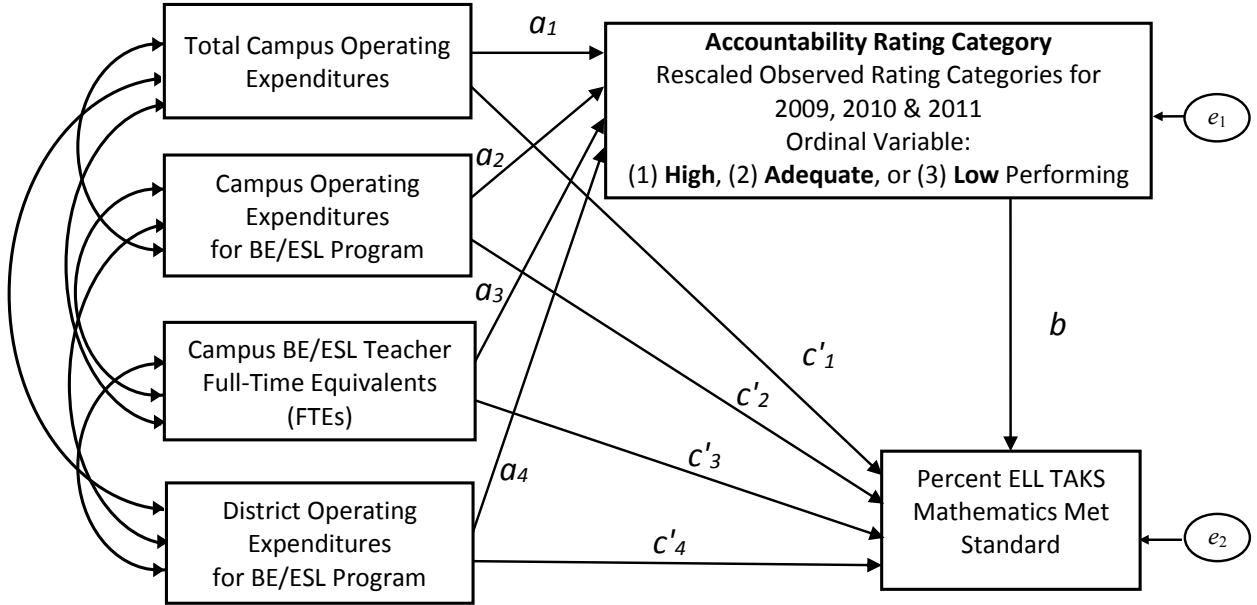 Total Campus Operating
Expenditures
Campus Operating
Expenditures
for BE/ESL Program
Campus BE/ESL Teacher
Full-Time Equivalents
(FTEs)
District Operating
Expenditures
for BE/ESL Program
a1
a2
a3
a4
Accountability Rating Category
Rescaled Observed Rating Categories for
2009, 2010 & 2011
Ordinal Variable:
(1) High, (2) Adequate, or (3) Low Performing
e1
b
c'1
c'2
c'3
c'4
Percent ELL TAKS
Mathematics Met
Standard
e2